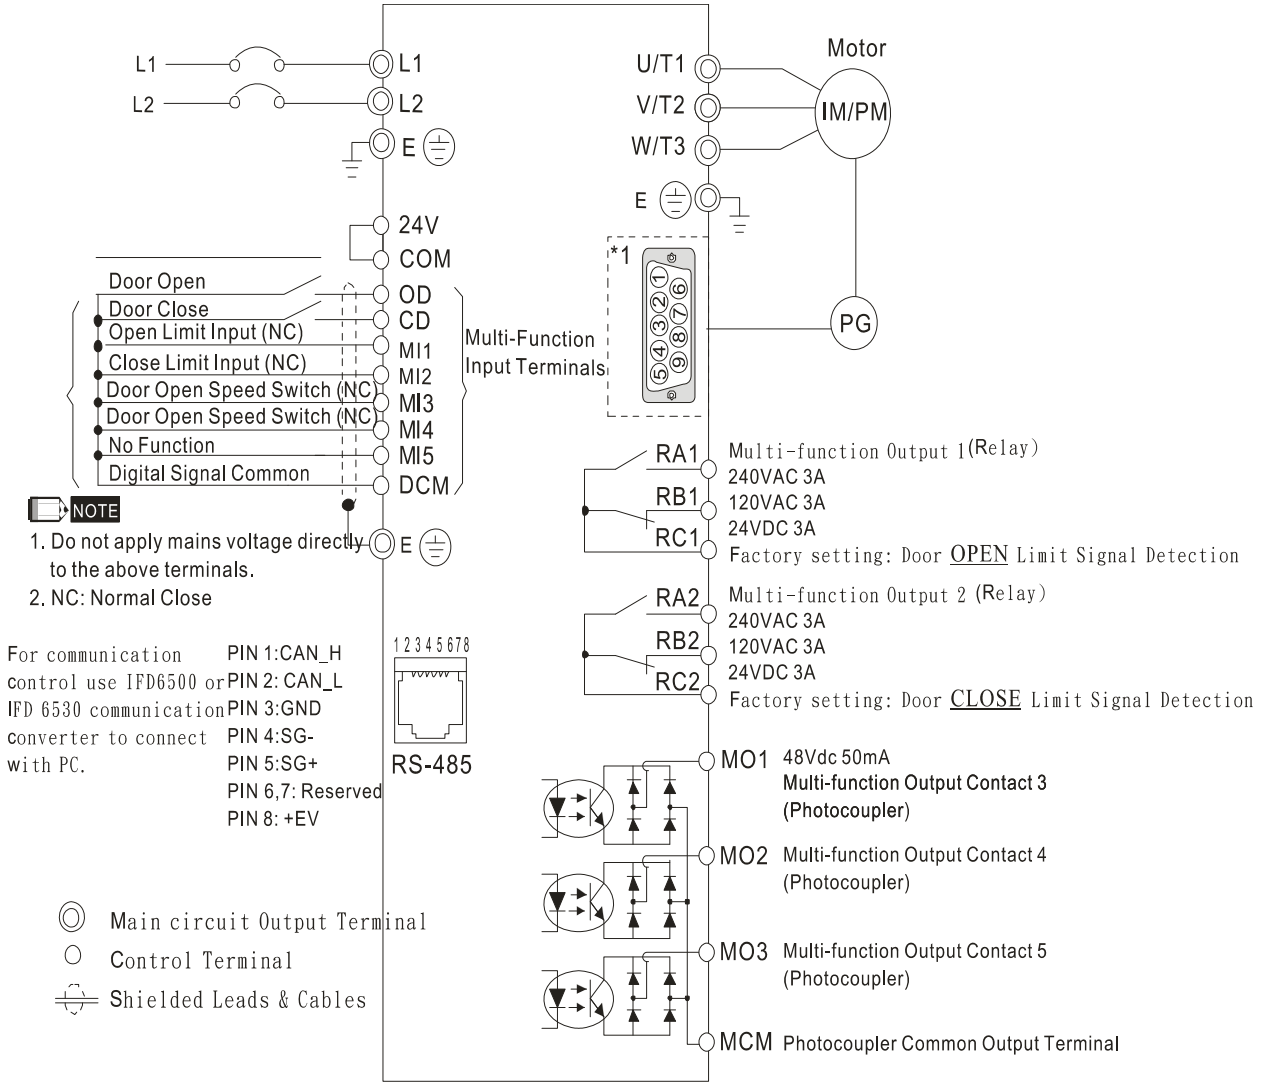 L1
L2
L1
L2
E
24V
COM
Door Open
OD
Door Close
CD
Open Limit Input (NC)
MI1
Close Limit Input (NC)
MI2
Door Open Speed Switch (NC)
MI3
Door Open Speed Switch (NC)
MI4
No Function
MI5
Digital Signal Common
DCM
Multi-Function
Input Terminals
NOTE
E
1. Do not apply mains voltage directly
to the above terminals.
2. NC: Normal Close
For communication
control use IFD6500 or
IFD 6530 communication
converter to connect
with PC.
PIN 1:CAN_H
PIN 2: CAN_L
PIN 3:GND
PIN 4:SG-
PIN 5:SG+
PIN 6,7: Reserved
PIN 8: +EV
12345678
RS-485
Main circuit Output Terminal
Control Terminal
Shielded Leads & Cables
Motor
U/T1
V/T2
W/T3
IM/PM
E
*1
1
2
3
4
5
6
7
8
9
PG
RA1
RB1
RC1
Multi-function Output 1(Relay)
240VAC 3A
120VAC 3A
24VDC 3A
Factory setting: Door OPEN Limit Signal Detection
RA2
RB2
RC2
Multi-function Output 2 (Relay)
240VAC 3A
120VAC 3A
24VDC 3A
Factory setting: Door CLOSE Limit Signal Detection
MO1 48Vdc 50mA
Multi-function Output Contact 3
(Photocoupler)
MO2 Multi-function Output Contact 4
(Photocoupler)
MO3 Multi-function Output Contact 5
(Photocoupler)
MCM Photocoupler Common Output Terminal